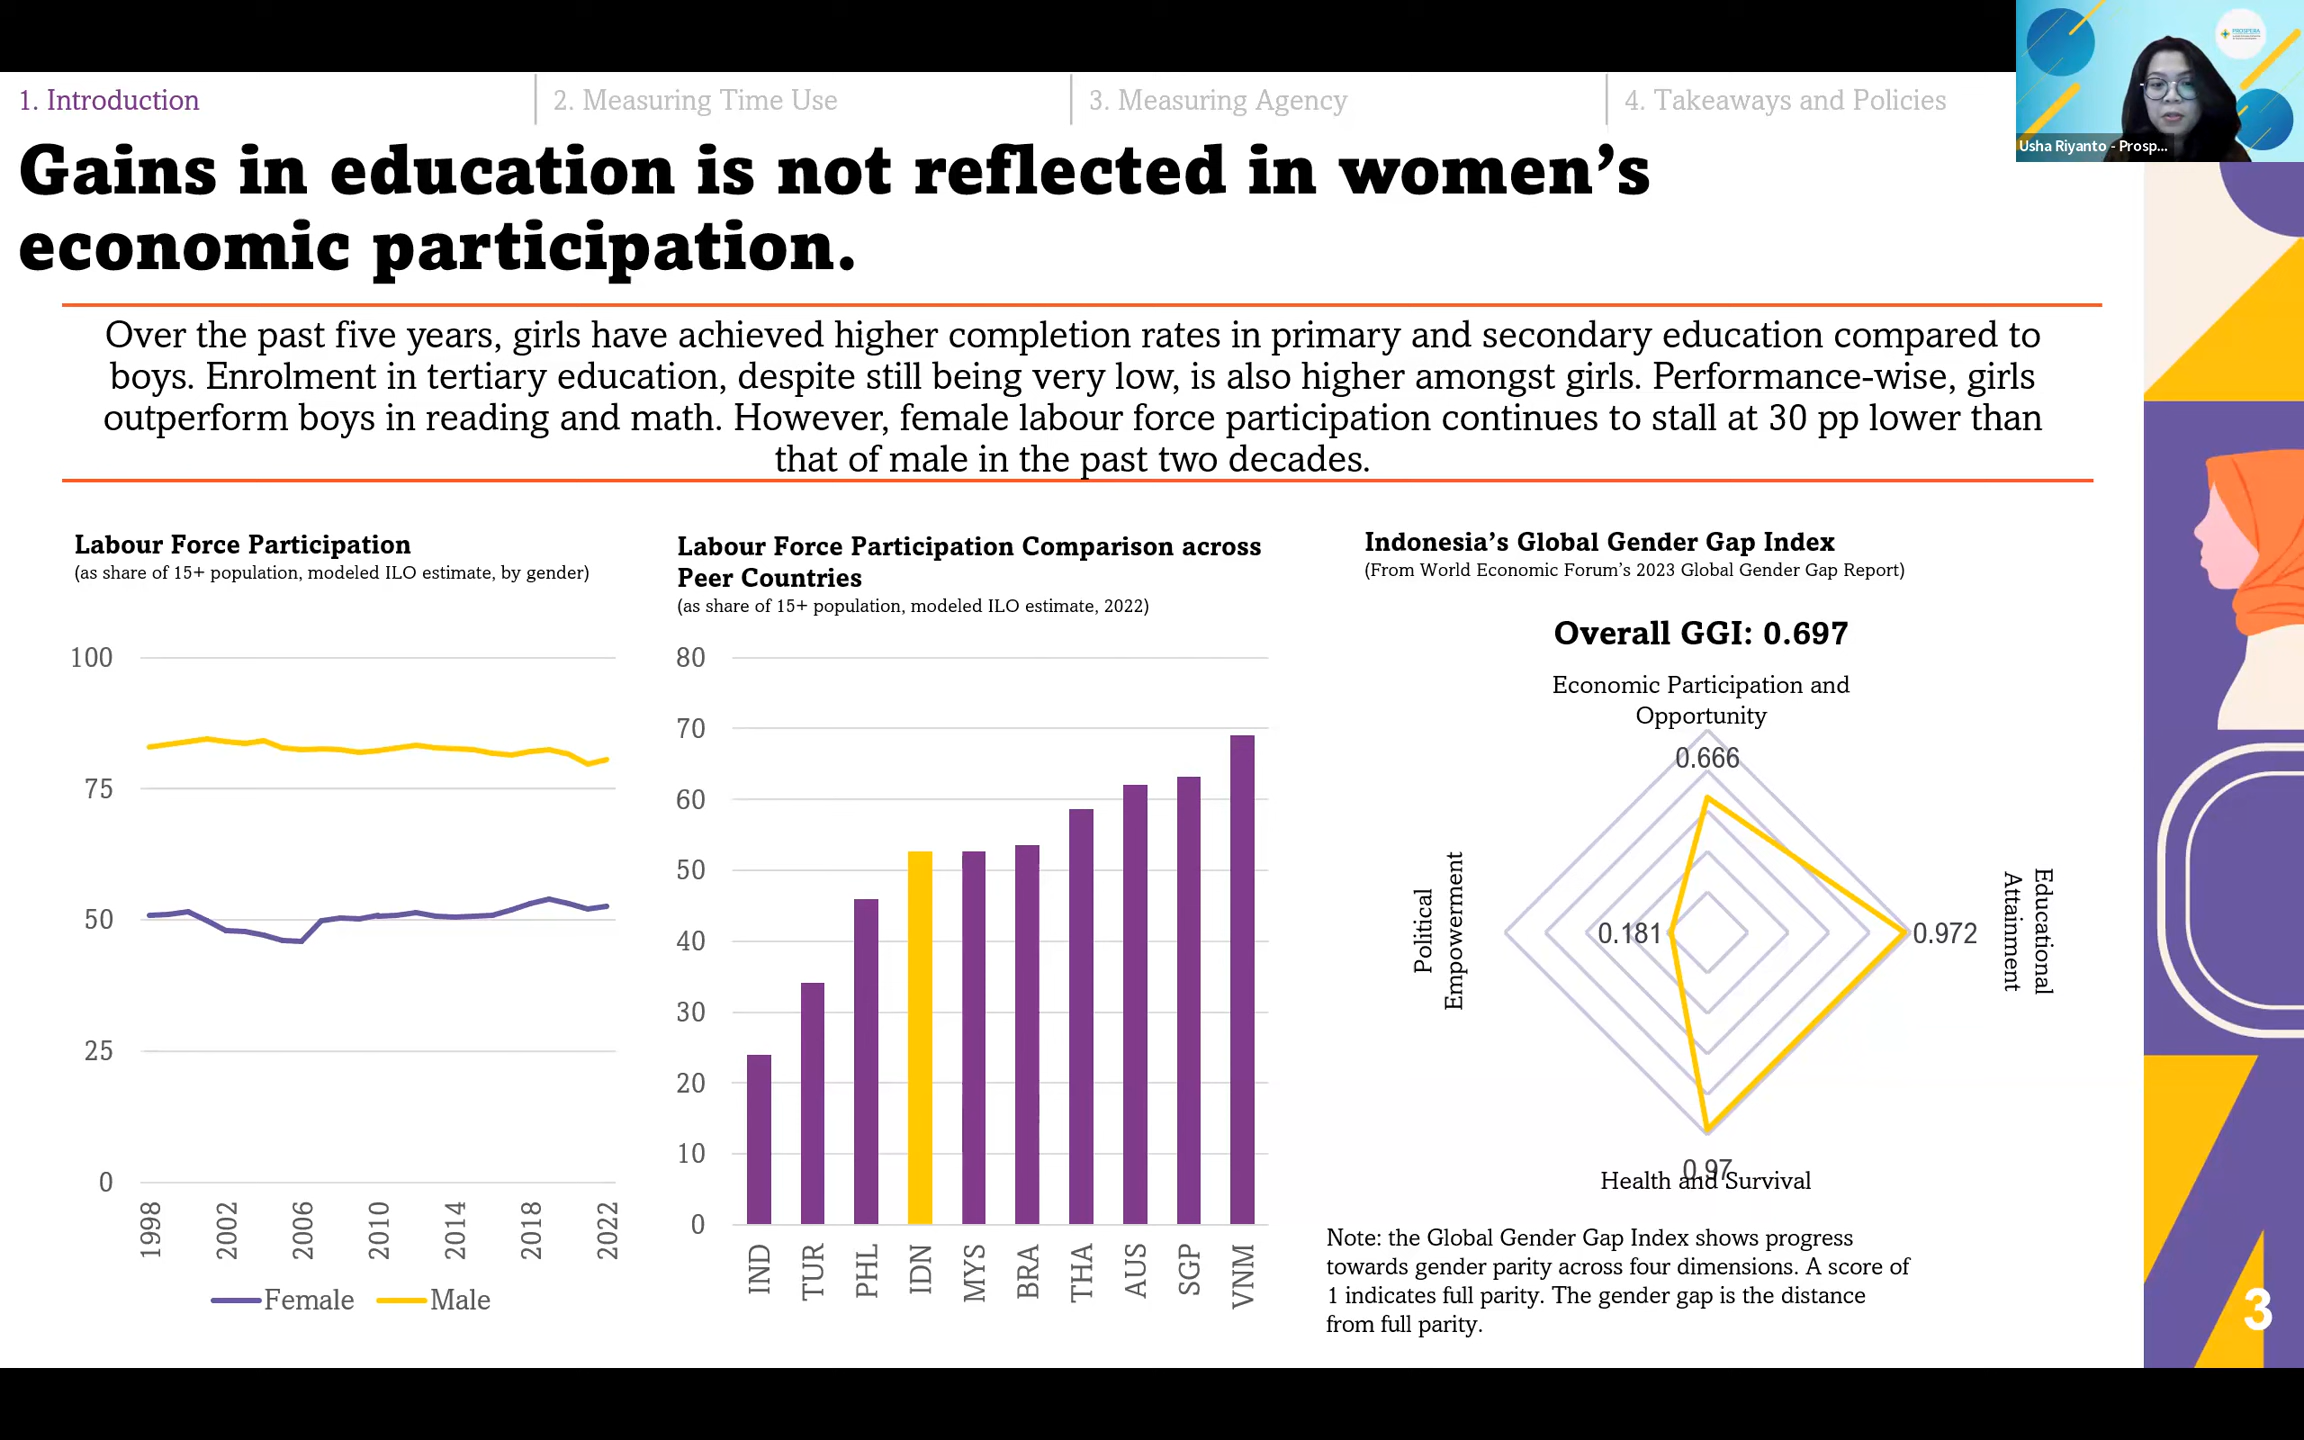 1. Introduction
2. Measuring Time Use
3. Measuring Agency
4. Takeaways and Policies
PROSPERA
Usha Riyanto - Prosp...
Gains in education is not reflected in women’s
economic participation.
Over the past five years, girls have achieved higher completion rates in primary and secondary education compared to
boys. Enrolment in tertiary education, despite still being very low, is also higher amongst girls. Performance-wise, girls
outperform boys in reading and math. However, female labour force participation continues to stall at 30 pp lower than
that of male in the past two decades.
Labour Force Participation
(as share of 15+ population, modeled ILO estimate, by gender)
100
75
50
25
0
1998
2002
2006
2010
2014
2018
2022
Female
Male
Labour Force Participation Comparison across
Peer Countries
(as share of 15+ population, modeled ILO estimate, 2022)
80
70
60
50
40
30
20
10
0
IND
TUR
PHL
IDN
MYS
BRA
THA
AUS
SGP
VNM
Indonesia’s Global Gender Gap Index
(From World Economic Forum’s 2023 Global Gender Gap Report)
Overall GGI: 0.697
Economic Participation and
Opportunity
0.666
Political
Empowerment
0.181
0.972
Educational
Attainment
0.97
Health and Survival
Note: the Global Gender Gap Index shows progress
towards gender parity across four dimensions. A score of
1 indicates full parity. The gender gap is the distance
from full parity.
3